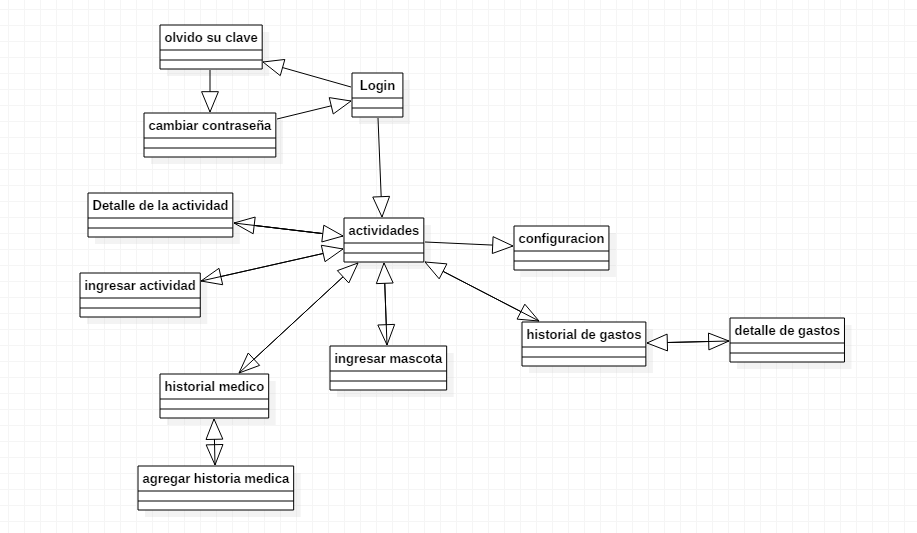 olvido su clave
Login
cambiar contraseña
Detalle de la actividad
actividades
configuracion
ingresar actividad
historial de gastos
detalle de gastos
ingresar mascota
historial medico
agregar historia medica